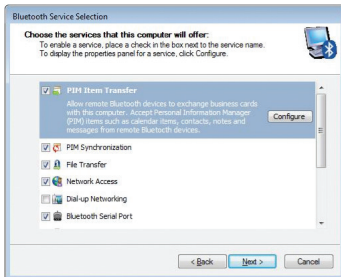 Bluetooth Service Selection
Choose the services that this computer will offer:
To enable a service, place a check in the box next to the service name.
To display the properties panel for a service, click Configure.
PIM Item Transfer
Allow remote Bluetooth devices to exchange business cards
with this computer. Accept Personal Information Manager
(PIM) items such as calendar items, contacts, notes and
messages from remote Bluetooth devices.
Configure
PIM Synchronization
File Transfer
Network Access
Dial-up Networking
Bluetooth Serial Port
< Back
Next >
Cancel